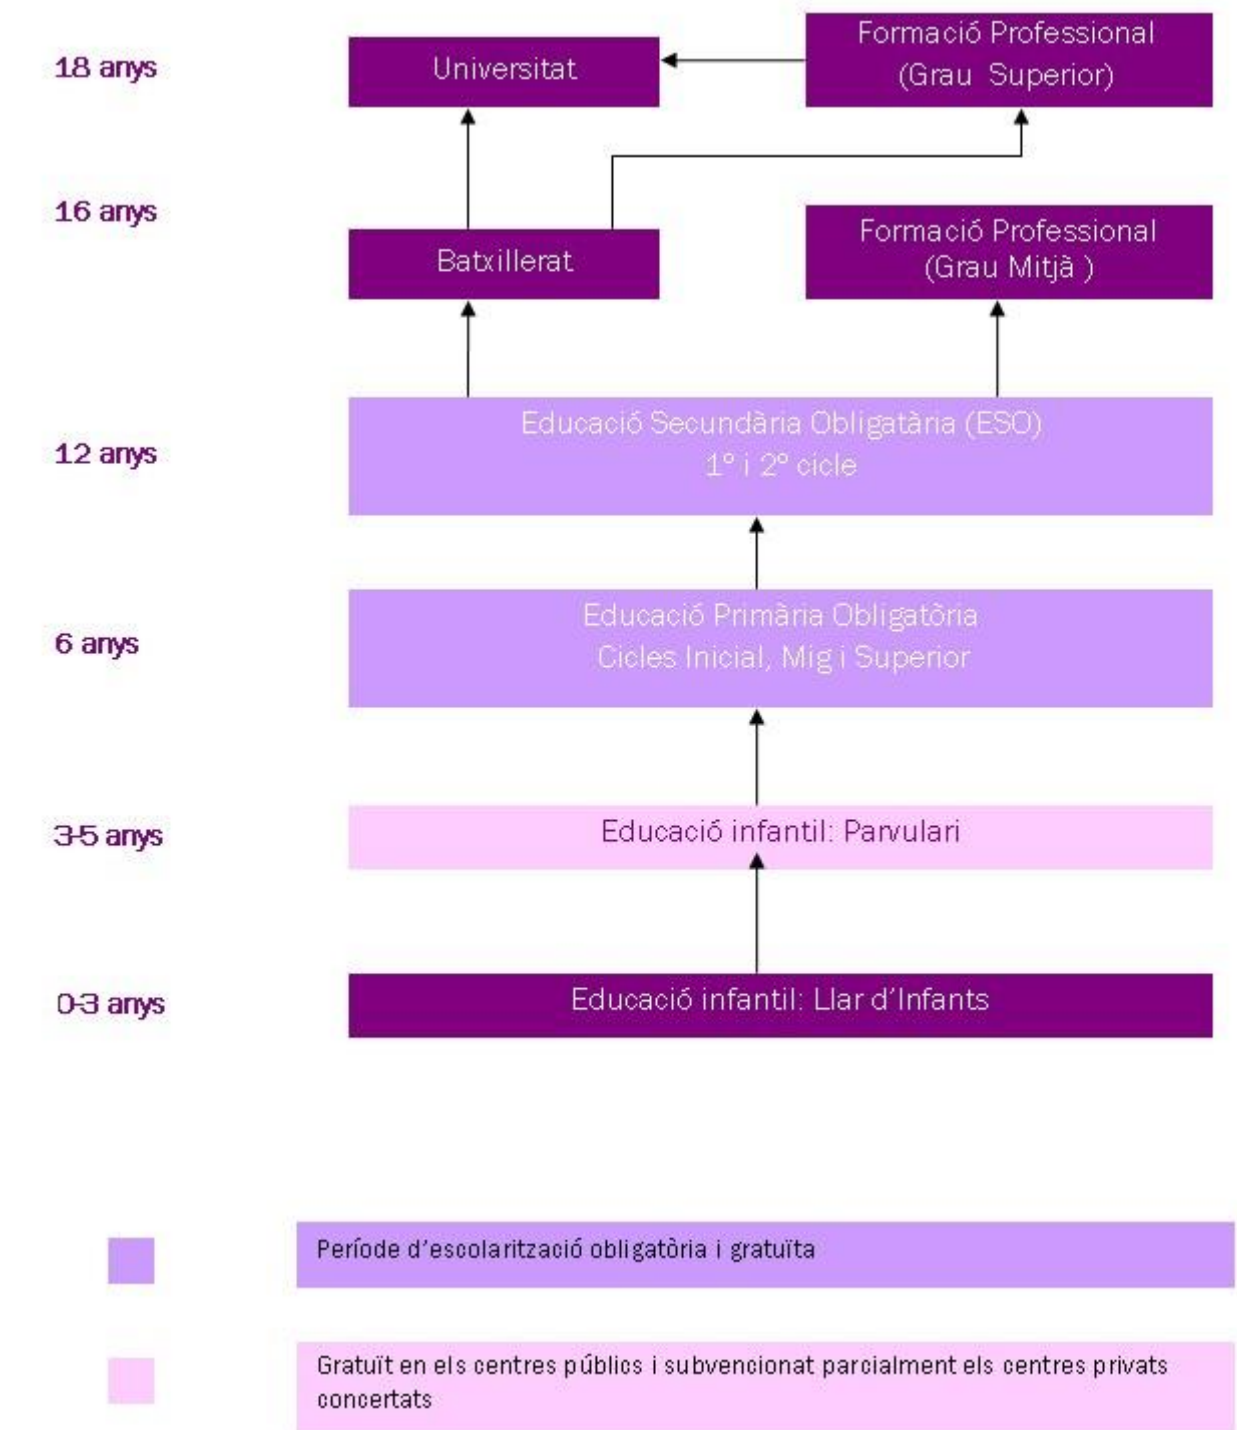 18 anys
Universitat
Formació Professional
(Grau Superior)
16 anys
Batxillerat
Formació Professional
(Grau Mitjã )
12 anys
Educació Secundària Obligatària (ESO)
1º i 2º cicle
6 anys
Educació Primària Obligatòria
Cicles Inicial, Mig i Superior
3-5 anys
Educació infantil: Parvulari
0-3 anys
Educació infantil: Llar d'Infants
Període d'escolarització obligatòria i gratuïta
Gratuït en els centres públics i subvencionat parcialment els centres privats
concertats